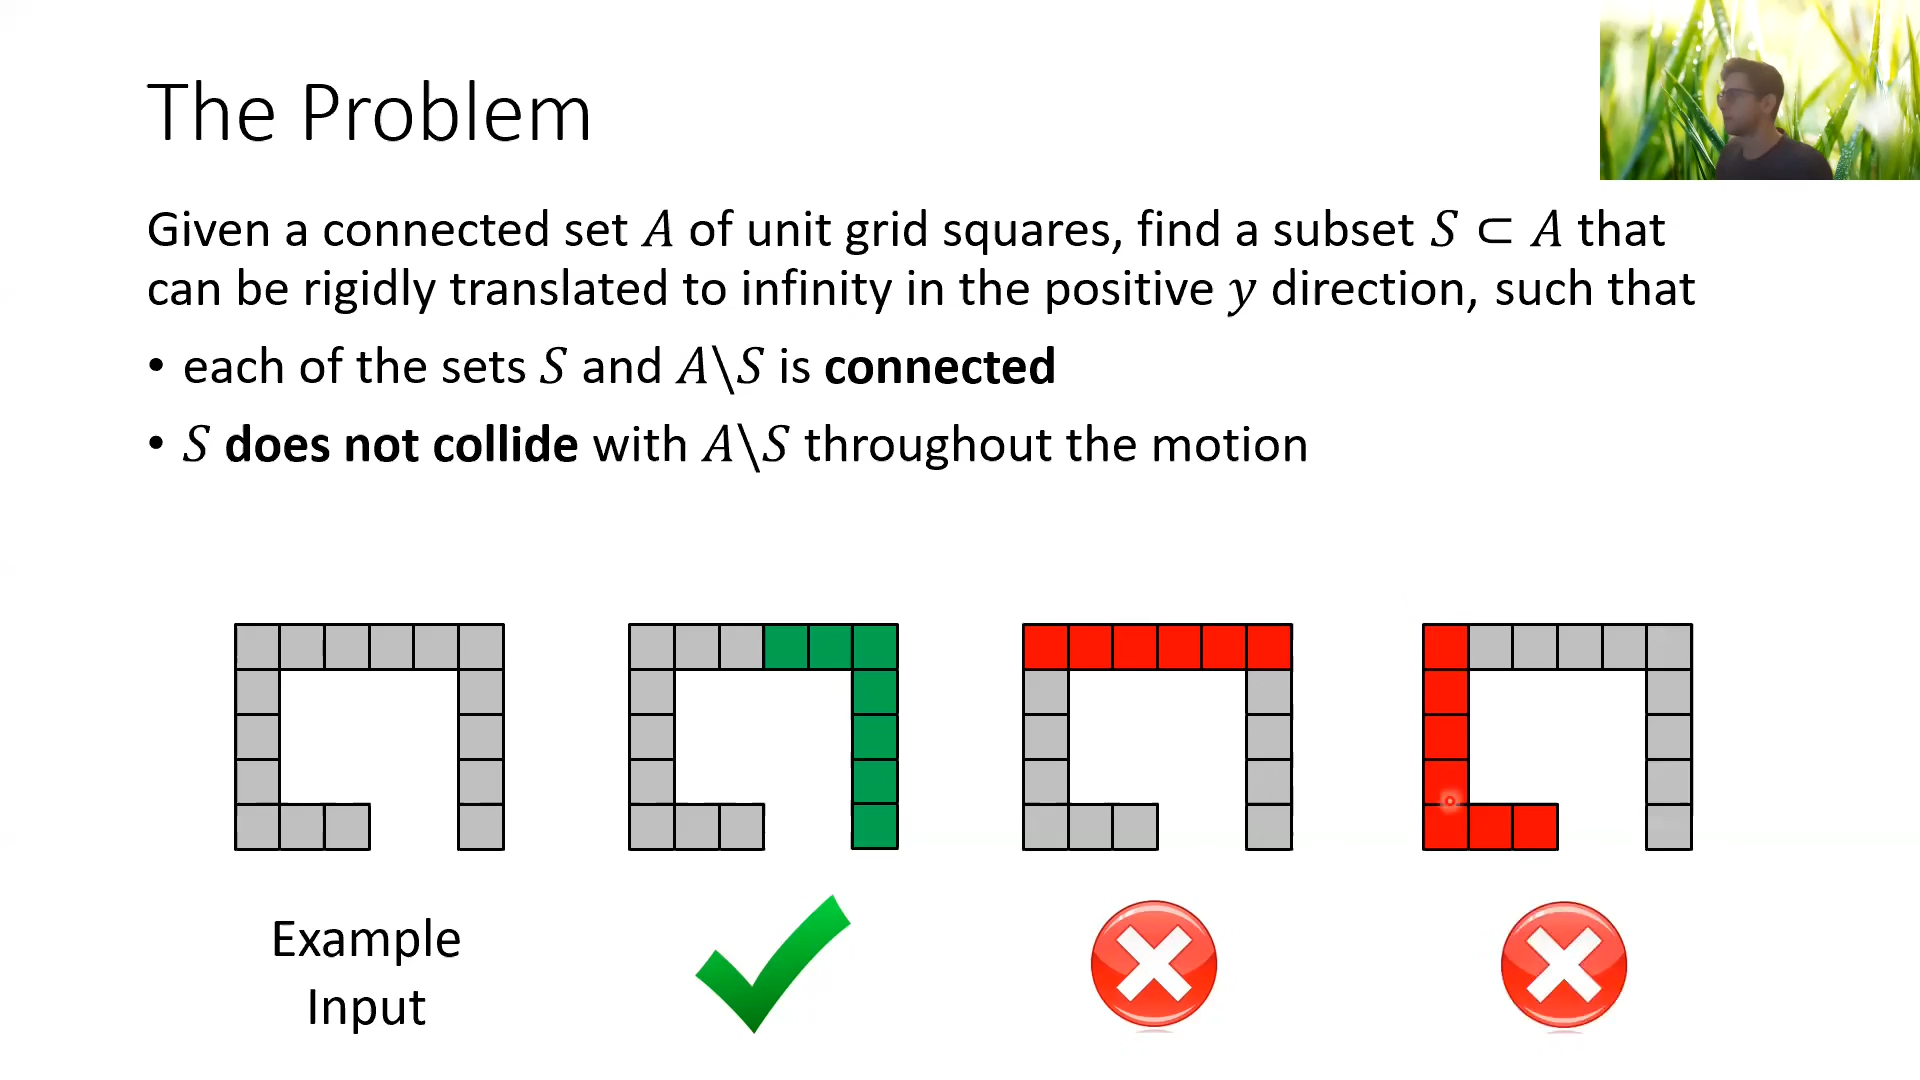 The Problem
Given a connected set A of unit grid squares, find a subset S ⊂ A that
can be rigidly translated to infinity in the positive y direction, such that
• each of the sets S and A\S is connected
• S does not collide with A\S throughout the motion
Example
Input